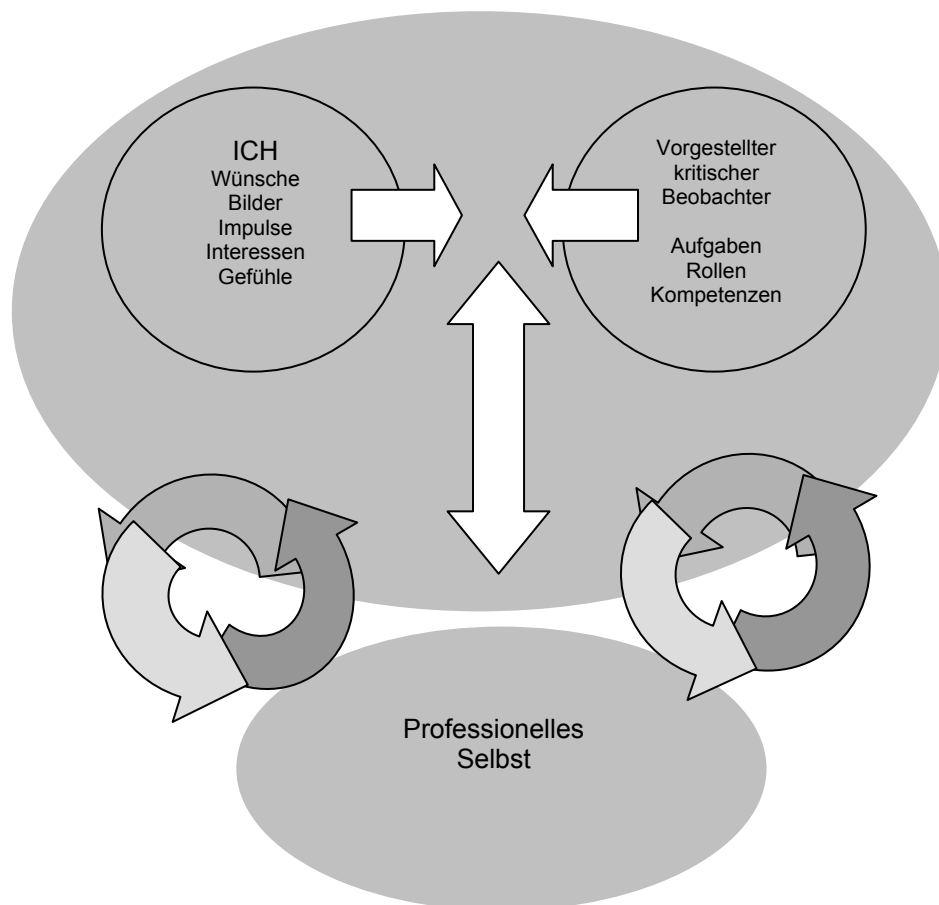 ICH
Wünsche
Bilder
Impulse
Interessen
Gefühle
Vorgestellter
kritischer
Beobachter
Aufgaben
Rollen
Kompetenzen
Professionelles
Selbst